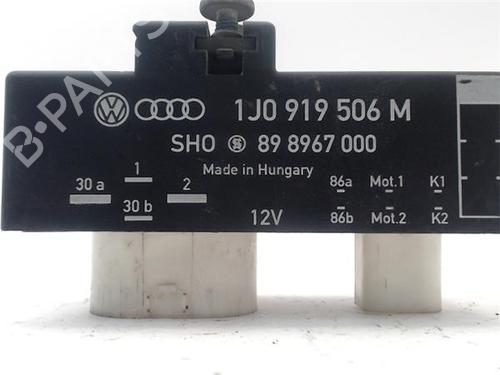 1J0 919 506 M
SHO 89 8967 000
Made in Hungary
1
30 a 2
30 b
12V
86a Mot.1 K1
86b Mot.2 K2
B-PARTS